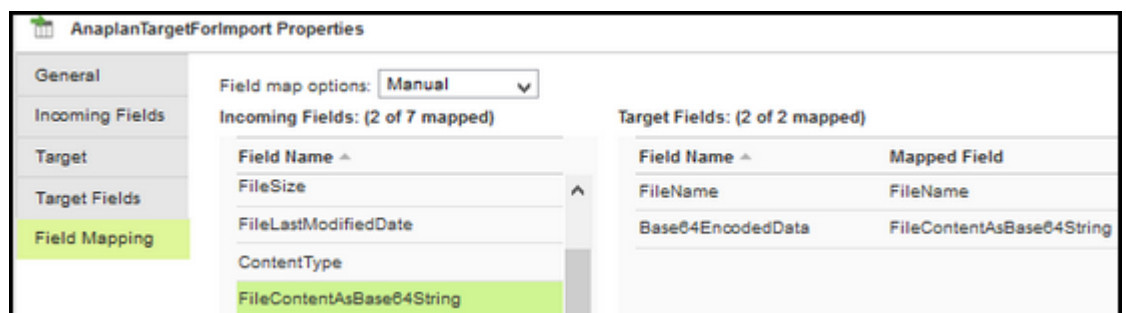 AnaplanTargetForImport Properties
General
Incoming Fields
Target
Target Fields
Field Mapping
Field map options: Manual
Incoming Fields: (2 of 7 mapped)
Field Name
FileSize
FileLastModifiedDate
ContentType
FileContentAsBase64String
Target Fields: (2 of 2 mapped)
Field Name Mapped Field
FileName FileName
Base64EncodedData FileContentAsBase64String